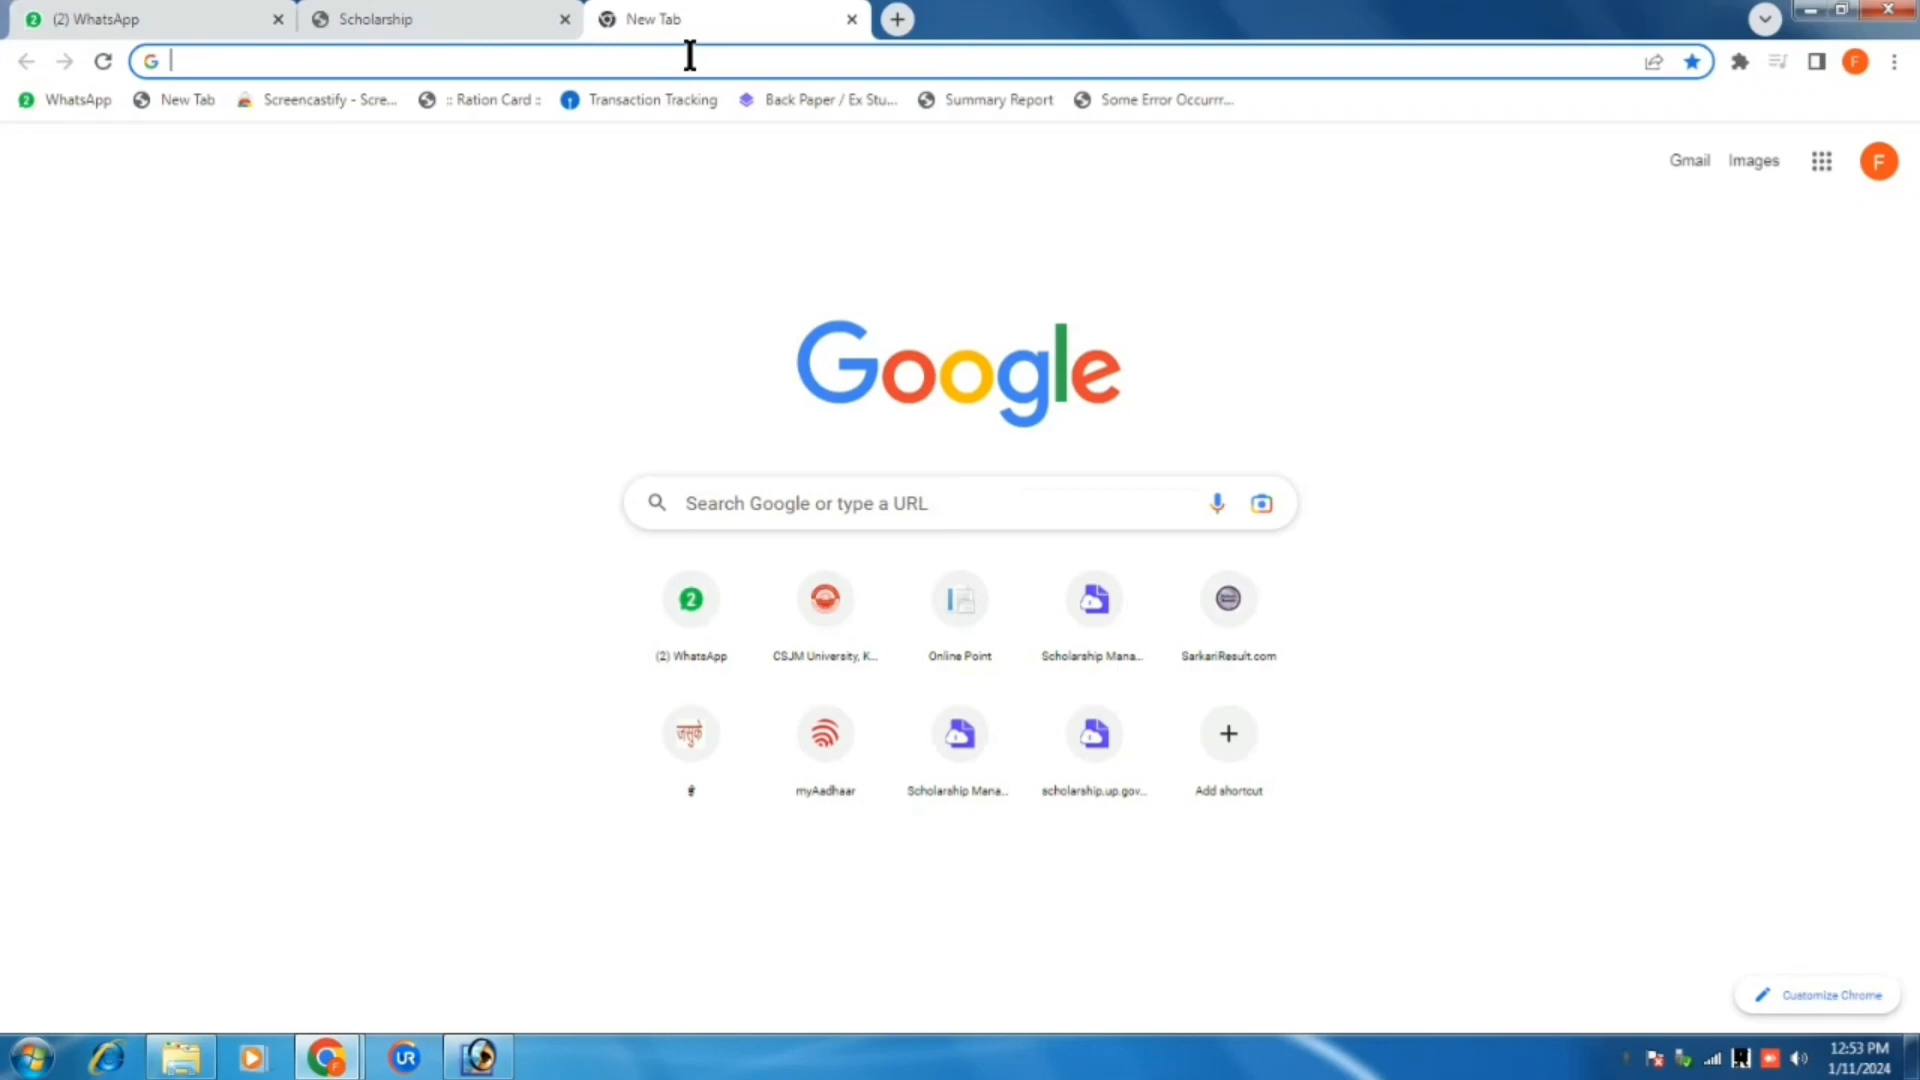 (2) WhatsApp
Scholarship
New Tab
WhatsApp
New Tab
Screencastify - Scre...
:: Ration Card ::
Transaction Tracking
Back Paper / Ex Stu...
Summary Report
Some Error Occurrr...
Gmail
Images
F
F
Google
Search Google or type a URL
2
(2) WhatsApp
CSJM University, K...
Online Point
Scholarship Mana...
SarkariResult.com
जसुके
myAadhaar
Scholarship Mana...
scholarship.up.gov...
Add shortcut
Customize Chrome
UR
12:53 PM
1/11/2024